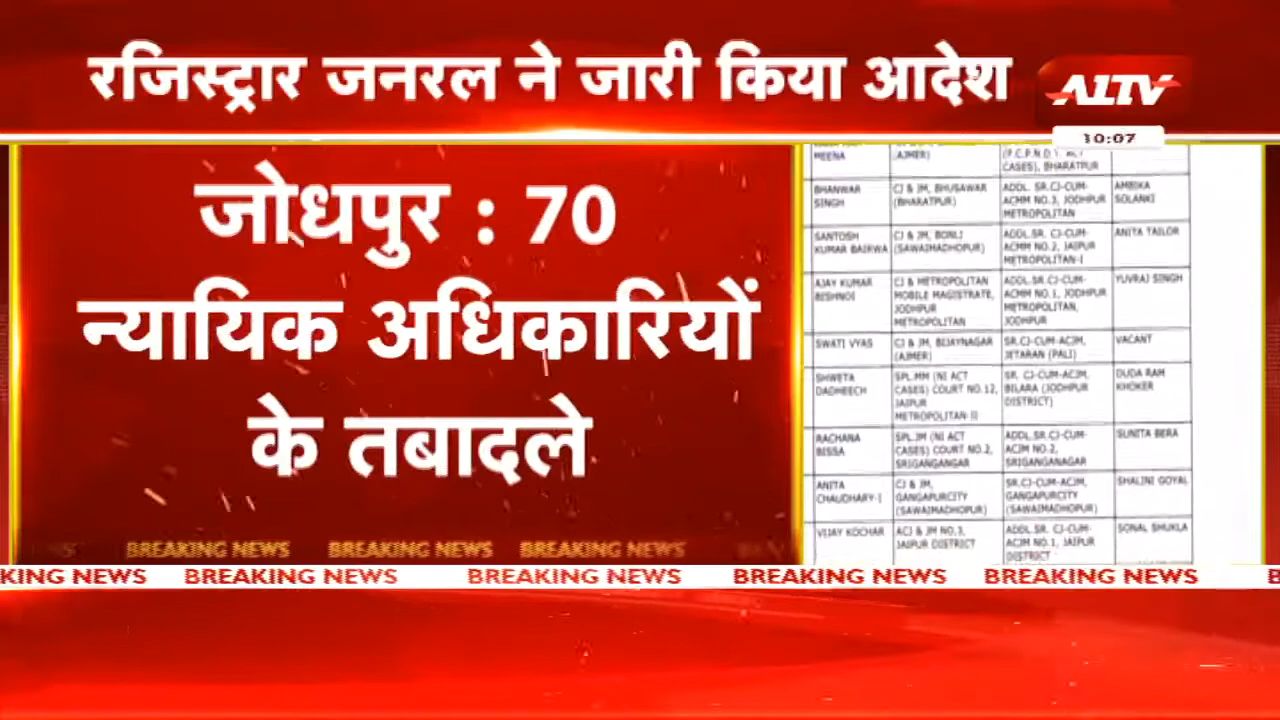 रजिस्ट्रार जनरल ने जारी किया आदेश
A1TV
10:07
जोधपुर : 70
न्यायिक अधिकारियों
के तबादले
MEENA
(AJMER)
CASES), BHARATPUR
BHANWAR SINGH
CJ & JM, BHUSAWAR (BHARATPUR)
ADDL. SR.CJ-CUM-ACMM NO.3, JODHPUR METROPOLITAN
AMBIKA SOLANKI
SANTOSH KUMAR BAIRWA
CJ & JM, BONLI (SAWAIMADHOPUR)
ADDL.SR. CJ-CUM-ACMM NO.2, JAIPUR METROPOLITAN-I
ANITA TAILOR
AJAY KUMAR BISHNOI
CJ & METROPOLITAN MOBILE MAGISTRATE, JODHPUR METROPOLITAN
ADDL.SR.CJ-CUM-ACMM NO.1, JODHPUR METROPOLITAN, JODHPUR
YUVRAJ SINGH
SWATI VYAS
CJ & JM, BIJAYNAGAR (AJMER)
SR.CJ-CUM-ACJM, JETARAN (PALI)
VACANT
SHWETA DADHEECH
SPL.MM (NI ACT CASES) COURT NO.12, JAIPUR METROPOLITAN-II
SR. CJ-CUM-ACJM, BILARA (JODHPUR DISTRICT)
DUDA RAM KHOKER
RACHANA BISSA
SPL.JM (NI ACT CASES) COURT NO.2, SRIGANGANGAR
ADDL.SR.CJ-CUM-ACJM NO.2, SRIGANGANAGAR
SUNITA BERA
ANITA CHAUDHARY-I
CJ & JM, GANGAPURCITY (SAWAIMADHOPUR)
SR.CJ-CUM-ACJM, GANGAPURCITY (SAWAIMADHOPUR)
SHALINI GOYAL
VIJAY KOCHAR
ACJ & JM NO.3, JAIPUR DISTRICT
ADDL.SR. CJ-CUM-ACJM NO.1, JAIPUR DISTRICT
SONAL SHUKLA
BREAKING NEWS BREAKING NEWS BREAKING NEWS
KING NEWS BREAKING NEWS BREAKING NEWS BREAKING NEWS BREAKING NEWS B